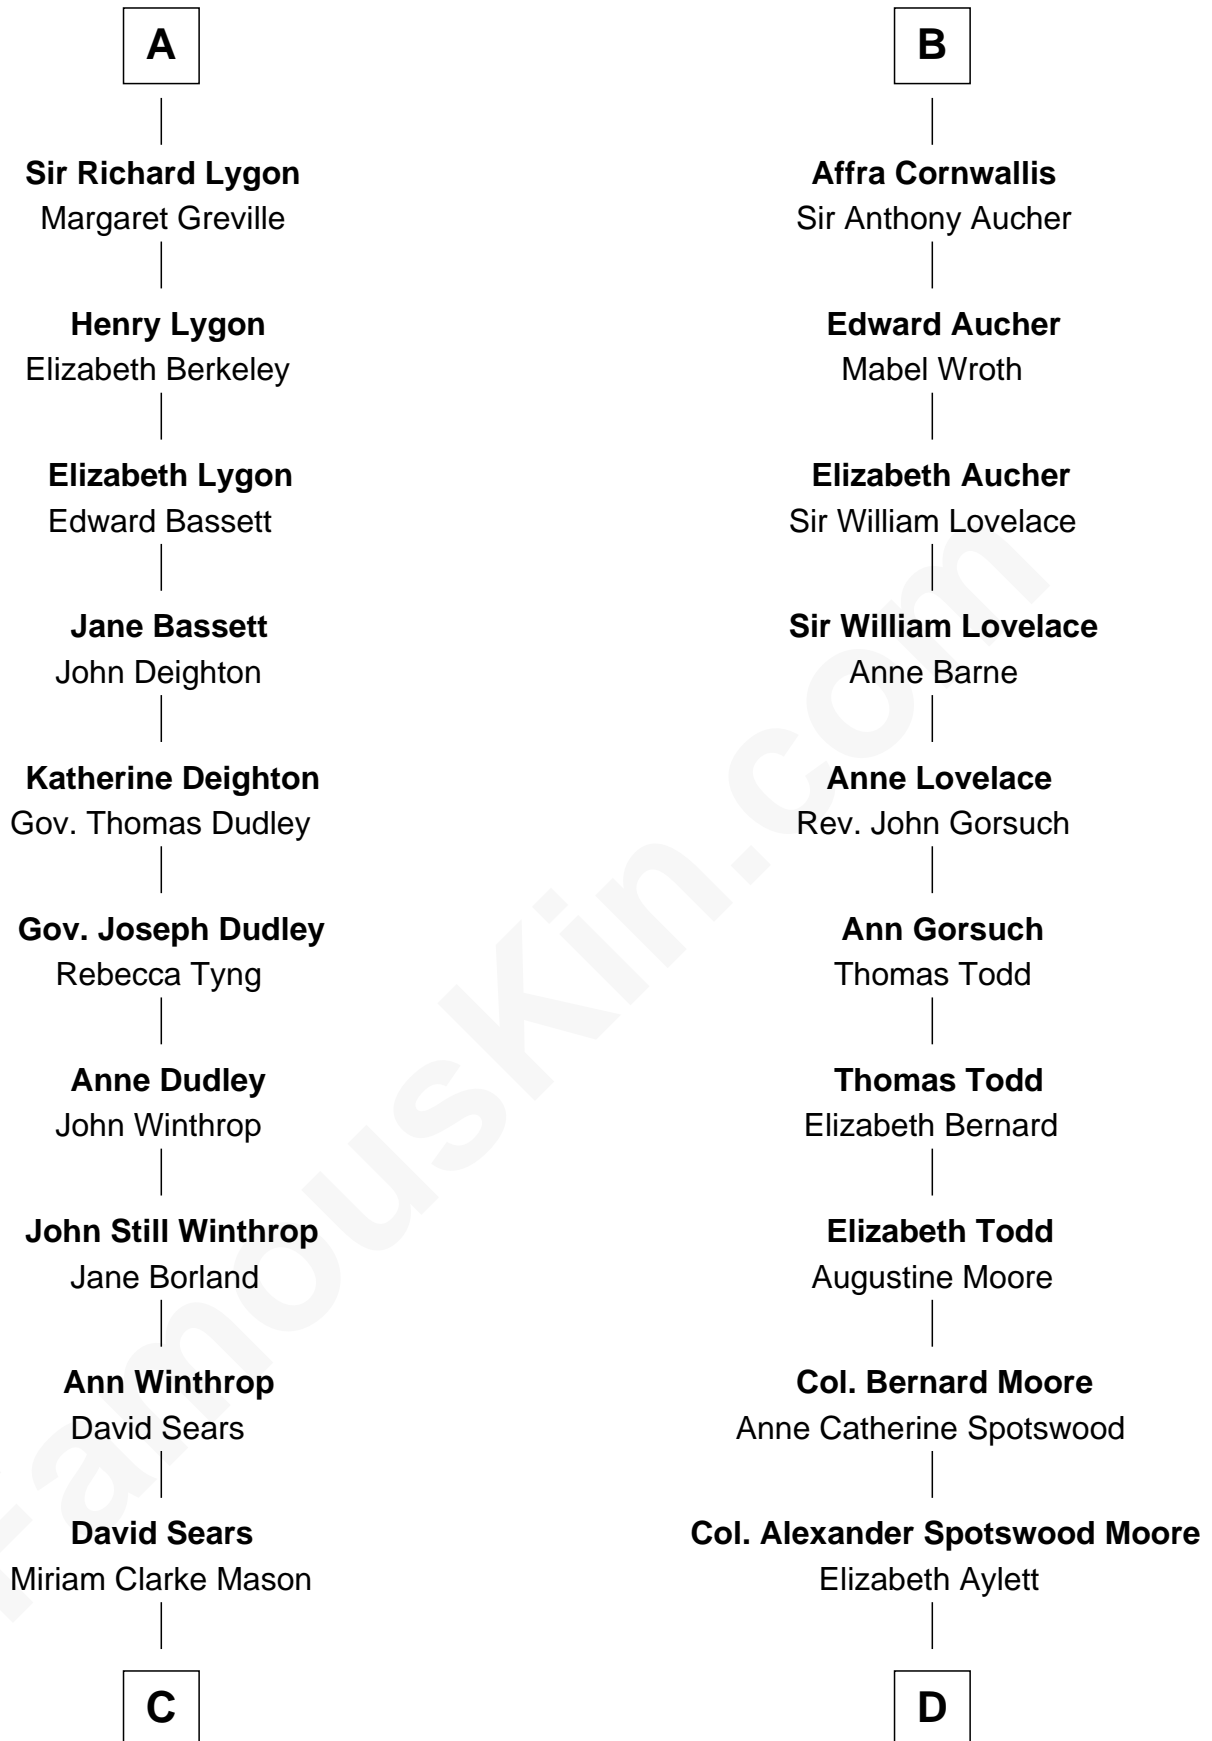 A
Sir Richard Lygon
Margaret Greville
Henry Lygon
Elizabeth Berkeley
Elizabeth Lygon
Edward Bassett
Jane Bassett
John Deighton
Katherine Deighton
Gov. Thomas Dudley
Gov. Joseph Dudley
Rebecca Tyng
Anne Dudley
John Winthrop
John Still Winthrop
Jane Borland
Ann Winthrop
David Sears
David Sears
Miriam Clarke Mason
C
B
Affra Cornwallis
Sir Anthony Aucher
Edward Aucher
Mabel Wroth
Elizabeth Aucher
Sir William Lovelace
Sir William Lovelace
Anne Barne
Anne Lovelace
Rev. John Gorsuch
Ann Gorsuch
Thomas Todd
Thomas Todd
Elizabeth Bernard
Elizabeth Todd
Augustine Moore
Col. Bernard Moore
Anne Catherine Spotswood
Col. Alexander Spotswood Moore
Elizabeth Aylett
D
FamousKin.com